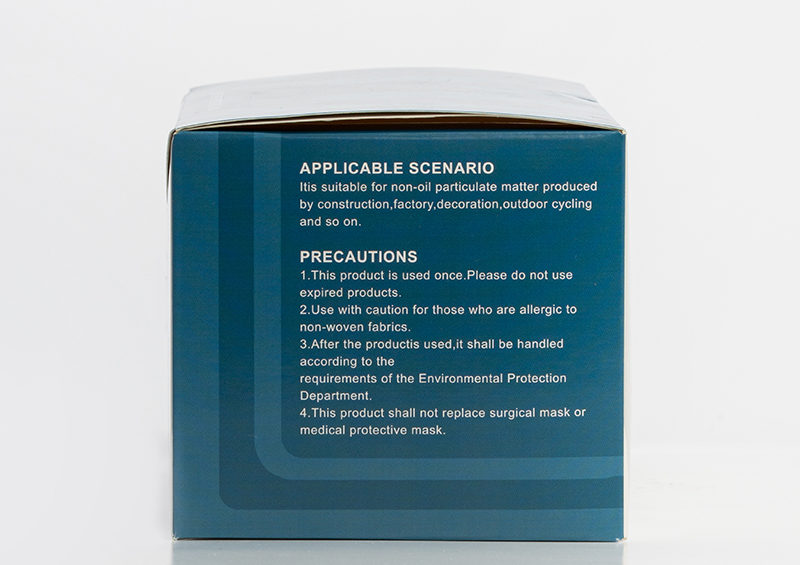 APPLICABLE SCENARIO
Itis suitable for non-oil particulate matter produced
by construction,factory,decoration,outdoor cycling
and so on.
PRECAUTIONS
1.This product is used once.Please do not use
expired products.
2.Use with caution for those who are allergic to
non-woven fabrics.
3.After the productis used,it shall be handled
according to the
requirements of the Environmental Protection
Department.
4.This product shall not replace surgical mask or
medical protective mask.